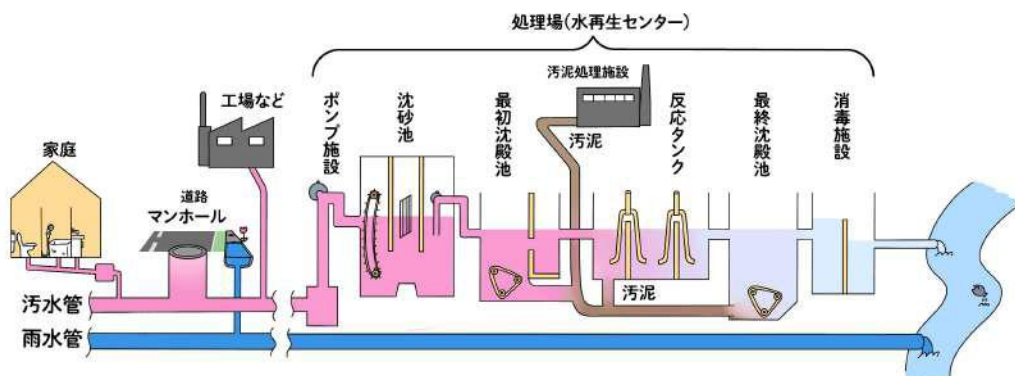 処理場(水再生センター)
汚泥処理施設
工場など
ポンプ施設
沈砂池
最初沈殿池
汚泥
反応タンク
最終沈殿池
消毒施設
家庭
道路
マンホール
汚泥
汚水管
雨水管